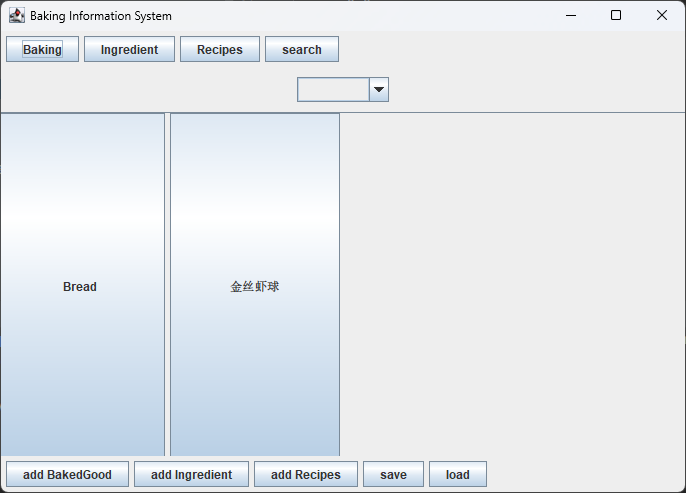 Baking Information System
Baking Ingredient Recipes search
Bread 金丝虾球
add BakedGood add Ingredient add Recipes save load